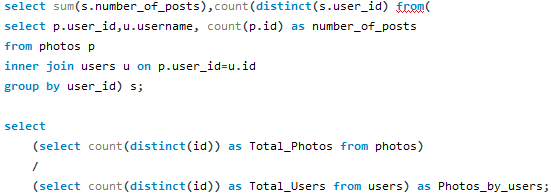 select sum(s.number_of_posts),count(distinct(s.user_id) from(
select p.user_id,u.username, count(p.id) as number_of_posts
from photos p
inner join users u on p.user_id=u.id
group by user_id) s;
select
(select count(distinct(id)) as Total_Photos from photos)
/
(select count(distinct(id)) as Total_Users from users) as Photos_by_users;